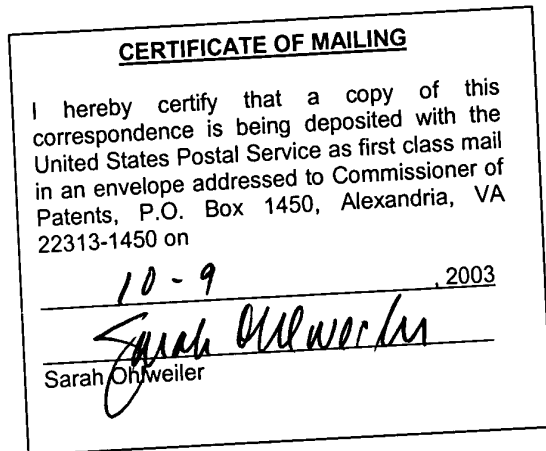 CERTIFICATE OF MAILING
I hereby certify that a copy of this
correspondence is being deposited with the
United States Postal Service as first class mail
in an envelope addressed to Commissioner of
Patents, P.O. Box 1450, Alexandria, VA
22313-1450 on
10-9, 2003
Sarah Ohlweiler
Sarah Ohlweiler